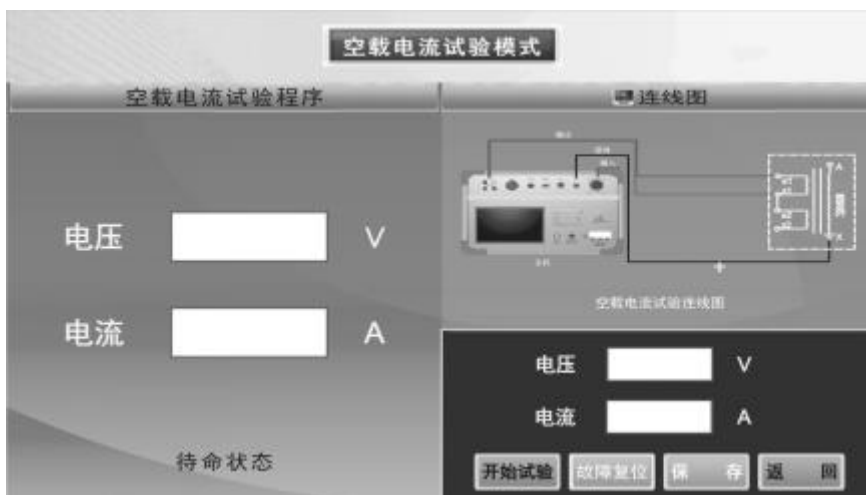 空载电流试验模式
空载电流试验程序
连线图
A
X
空载电流试验连线图
电压 V
电流 A
待命状态
电压 V
电流 A
开始试验 故障复位 保 存 返 回